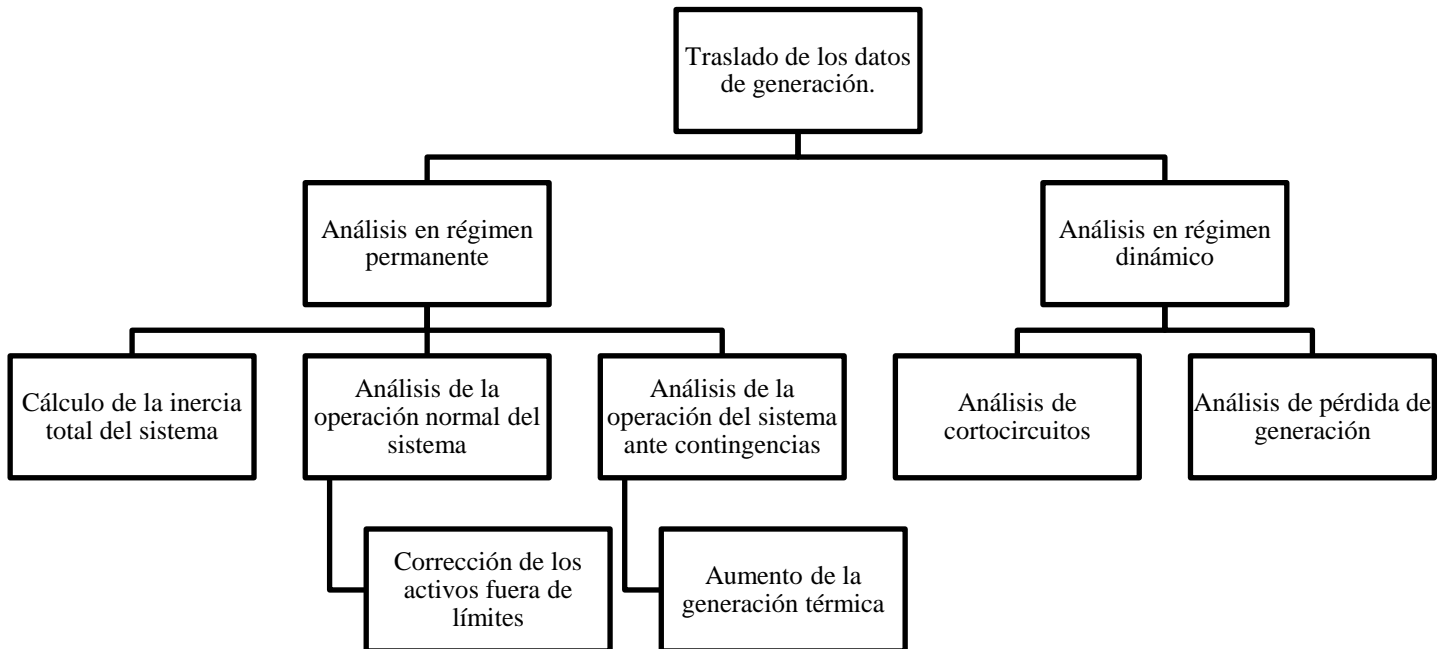 Traslado de los datos
de generación.
Análisis en régimen
permanente
Análisis en régimen
dinámico
Cálculo de la inercia
total del sistema
Análisis de la
operación normal del
sistema
Análisis de la
operación del sistema
ante contingencias
Análisis de
cortocircuitos
Análisis de pérdida de
generación
Corrección de los
activos fuera de
límites
Aumento de la
generación térmica